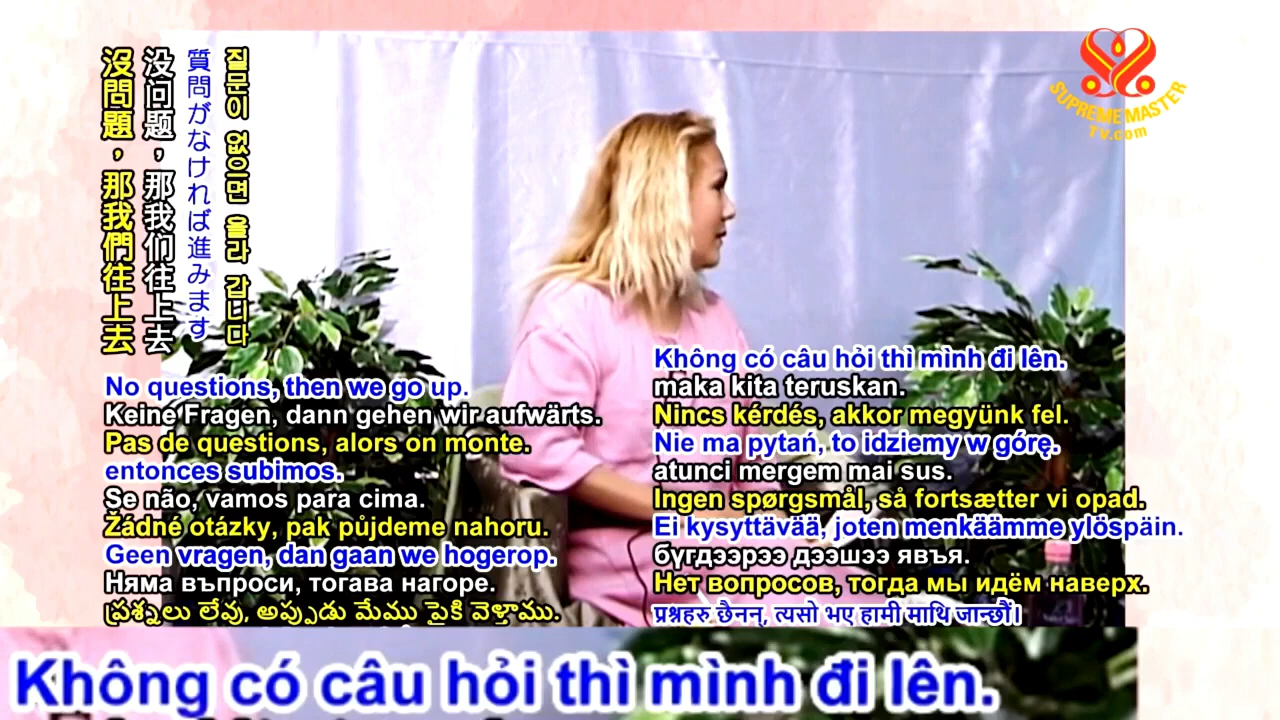 沒問題，那我們往上去
没问题，那我们往上去
質問がなければ進みます
질문이 없으면 올라 갑니다
SUPREME MASTER
TV.com
No questions, then we go up.
Keine Fragen, dann gehen wir aufwärts.
Pas de questions, alors on monte.
entonces subimos.
Se não, vamos para cima.
Žádné otázky, pak půjdeme nahoru.
Geen vragen, dan gaan we hogerop.
Няма въпроси, тогава нагоре.
ప్రశ్నలు లేవు, అప్పుడు మేము పైకి వెళ్తాము.
Không có câu hỏi thì mình đi lên.
maka kita teruskan.
Nincs kérdés, akkor megyünk fel.
Nie ma pytań, to idziemy w górę.
atunci mergem mai sus.
Ingen spørgsmål, så fortsætter vi opad.
Ei kysyttävää, joten menkäämme ylöspäin.
бүгдээрээ дээшээ явъя.
Нет вопросов, тогда мы идём наверх.
प्रश्नहरु छैनन्, त्यसो भए हामी माथि जान्छौं।
Không có câu hỏi thì mình đi lên.